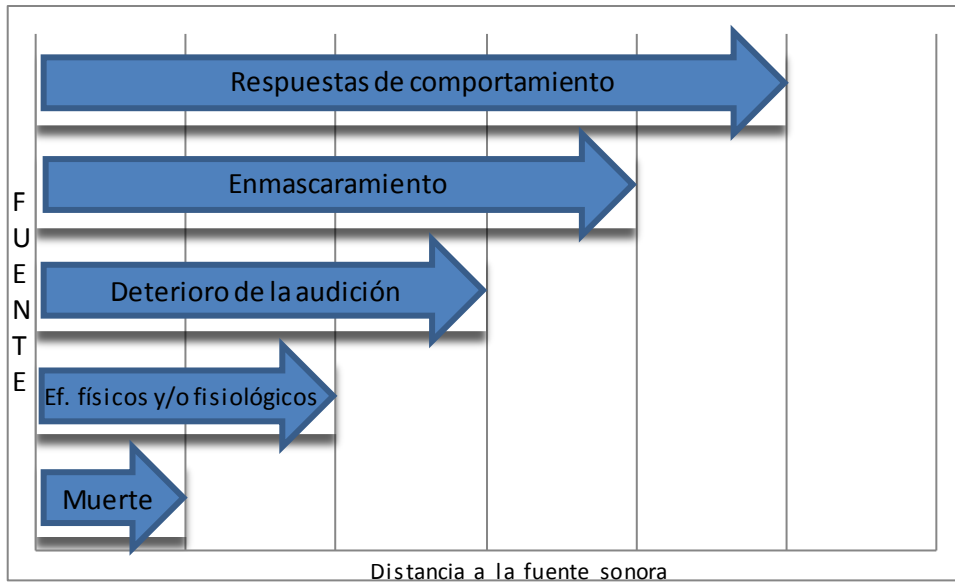 Respuestas de comportamiento
Enmascaramiento
Deterioro de la audición
Ef. físicos y/o fisiológicos
Muerte
FUENTE
Distancia a la fuente sonora